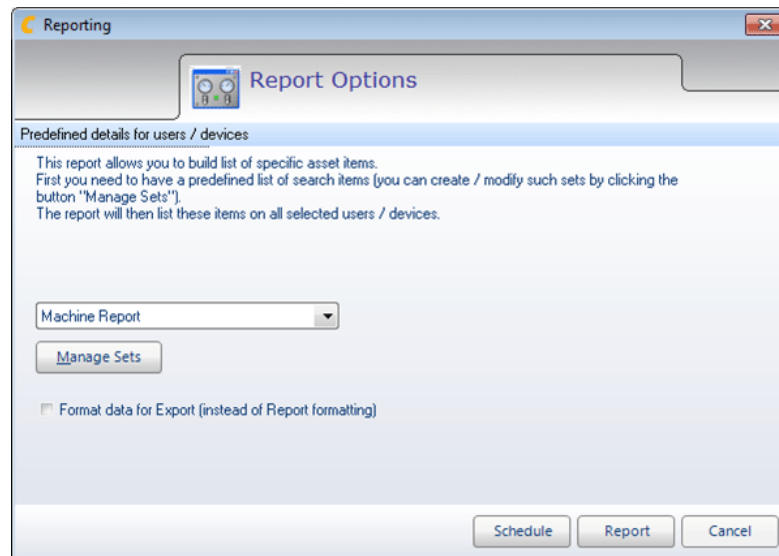 Reporting
Report Options
Predefined details for users / devices
This report allows you to build list of specific asset items.
First you need to have a predefined list of search items (you can create / modify such sets by clicking the
button "Manage Sets").
The report will then list these items on all selected users / devices.
Machine Report
Manage Sets
Format data for Export (instead of Report formatting)
Schedule Report Cancel